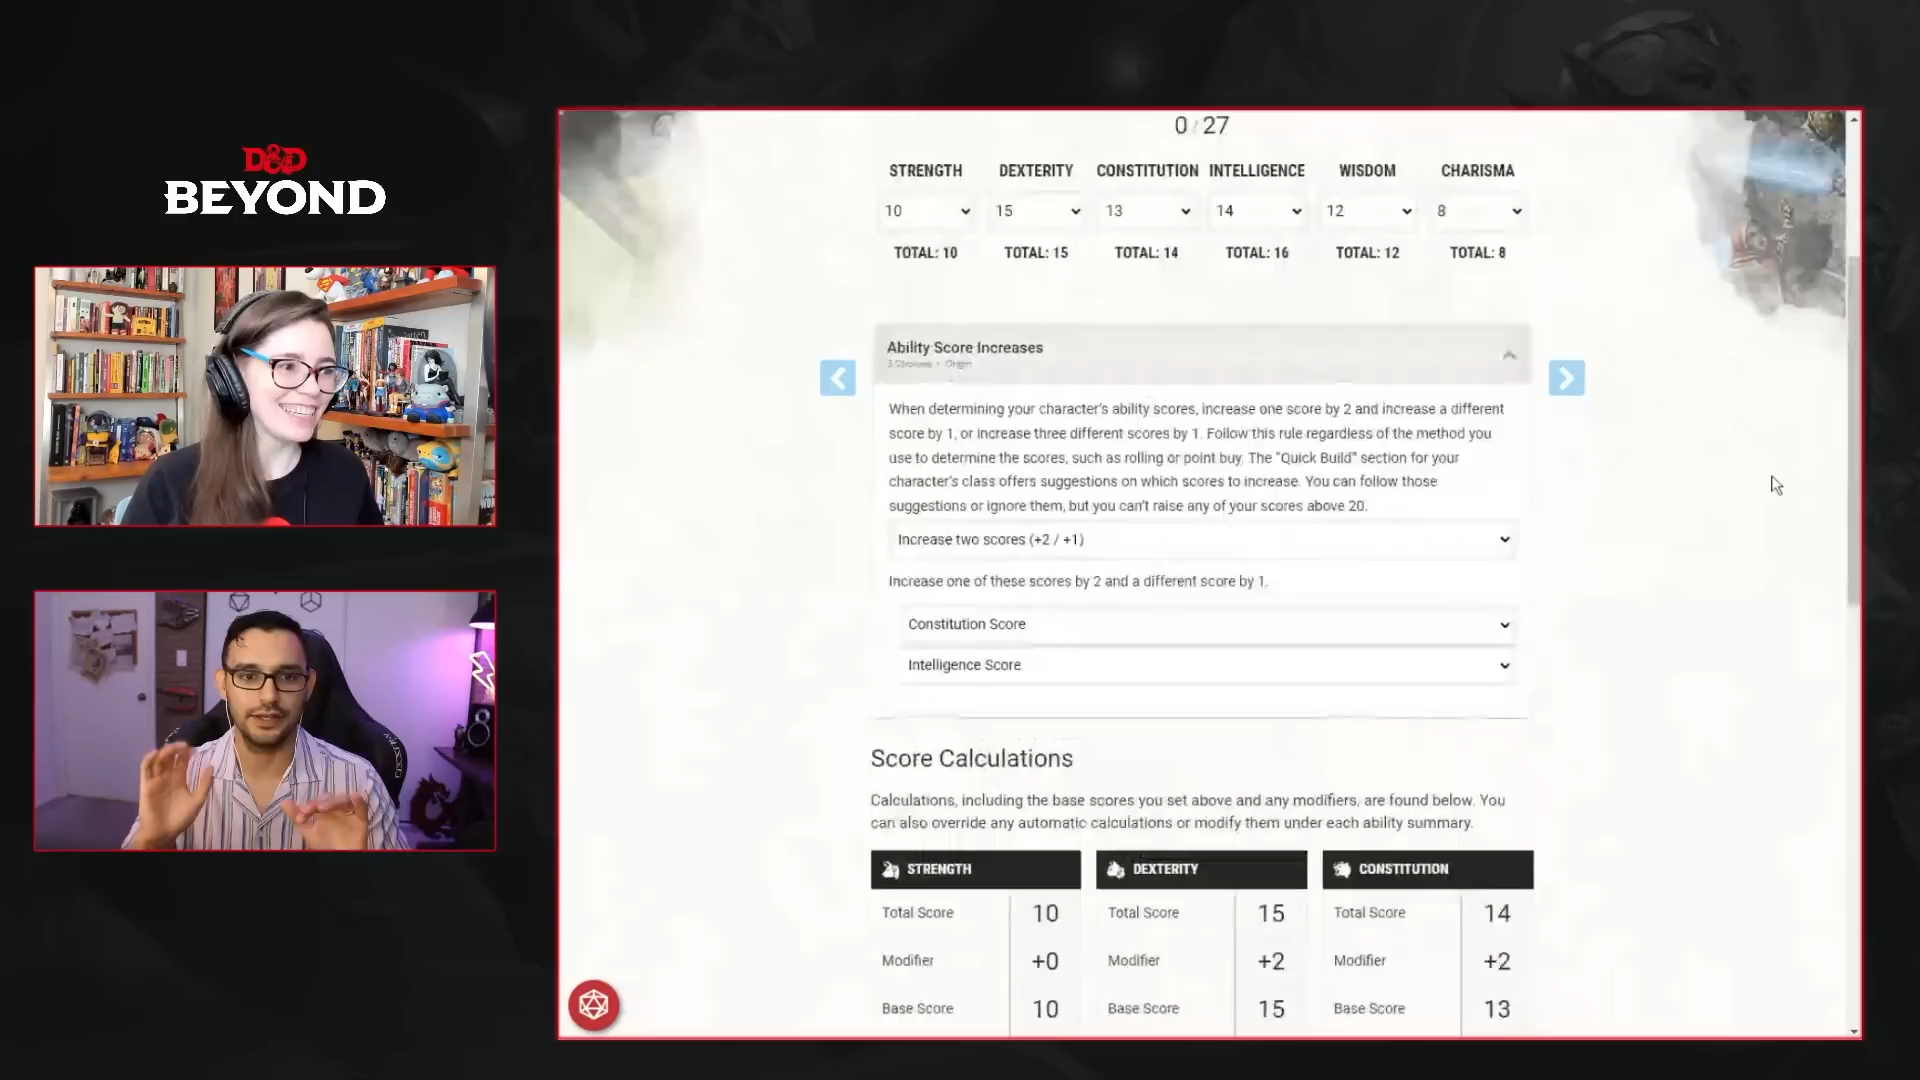 D&D
BEYOND
0 / 27
STRENGTH DEXTERITY CONSTITUTION INTELLIGENCE WISDOM CHARISMA
10 15 13 14 12 8
TOTAL: 10 TOTAL: 15 TOTAL: 14 TOTAL: 16 TOTAL: 12 TOTAL: 8
Ability Score Increases
3 Choices • Origin
When determining your character's ability scores, increase one score by 2 and increase a different
score by 1, or increase three different scores by 1. Follow this rule regardless of the method you
use to determine the scores, such as rolling or point buy. The "Quick Build" section for your
character's class offers suggestions on which scores to increase. You can follow those
suggestions or ignore them, but you can't raise any of your scores above 20.
Increase two scores (+2 / +1)
Increase one of these scores by 2 and a different score by 1.
Constitution Score
Intelligence Score
Score Calculations
Calculations, including the base scores you set above and any modifiers, are found below. You
can also override any automatic calculations or modify them under each ability summary.
STRENGTH DEXTERITY CONSTITUTION
Total Score 10 Total Score 15 Total Score 14
Modifier +0 Modifier +2 Modifier +2
Base Score 10 Base Score 15 Base Score 13